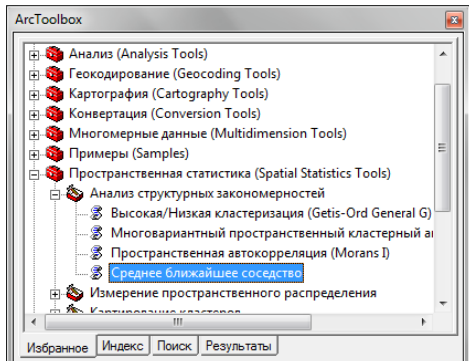 ArcToolbox
Анализ (Analysis Tools)
Геокодирование (Geocoding Tools)
Картография (Cartography Tools)
Конвертация (Conversion Tools)
Многомерные данные (Multidimension Tools)
Примеры (Samples)
Пространственная статистика (Spatial Statistics Tools)
Анализ структурных закономерностей
Высокая/Низкая кластеризация (Getis-Ord General G)
Многовариантный пространственный кластерный
Пространственная автокорреляция (Morans I)
Среднее ближайшее соседство
Измерение пространственного распределения
Картирование кластеров
Избранное Индекс Поиск Результаты